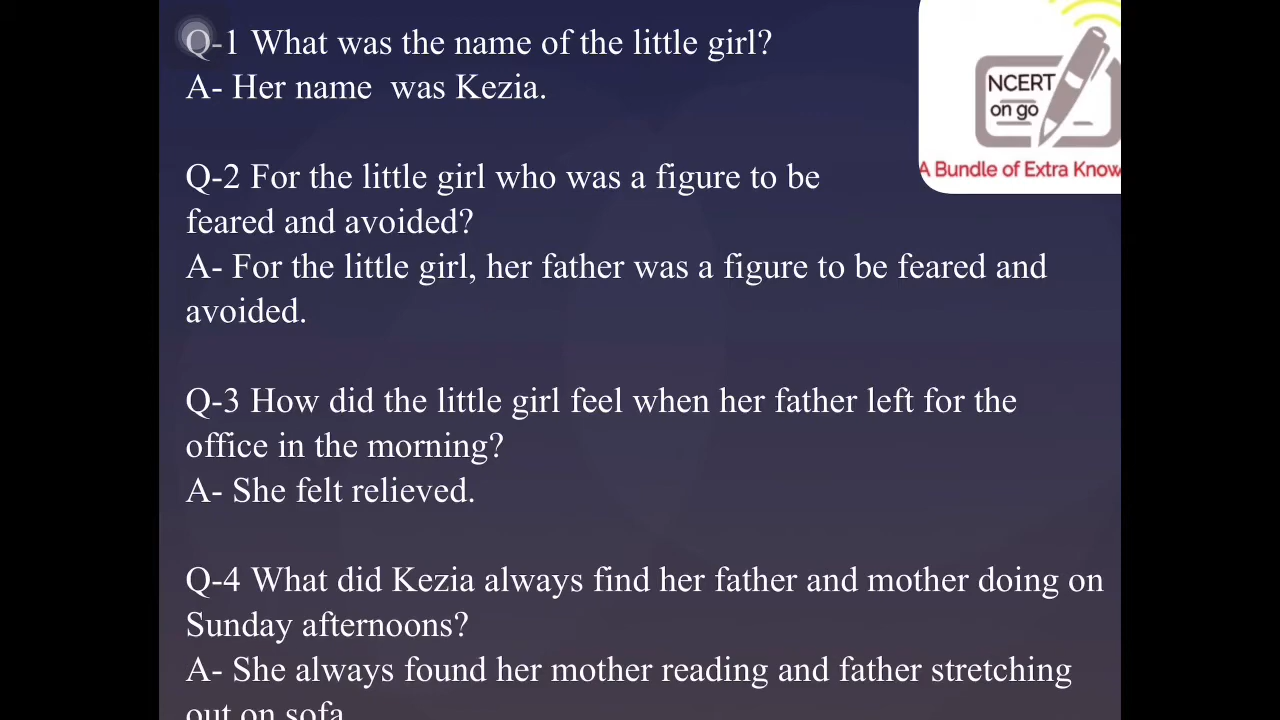 Q-1 What was the name of the little girl?
A- Her name  was Kezia.
NCERT
on go
A Bundle of Extra Know
Q-2 For the little girl who was a figure to be
feared and avoided?
A- For the little girl, her father was a figure to be feared and
avoided.
Q-3 How did the little girl feel when her father left for the
office in the morning?
A- She felt relieved.
Q-4 What did Kezia always find her father and mother doing on
Sunday afternoons?
A- She always found her mother reading and father stretching
out on sofa